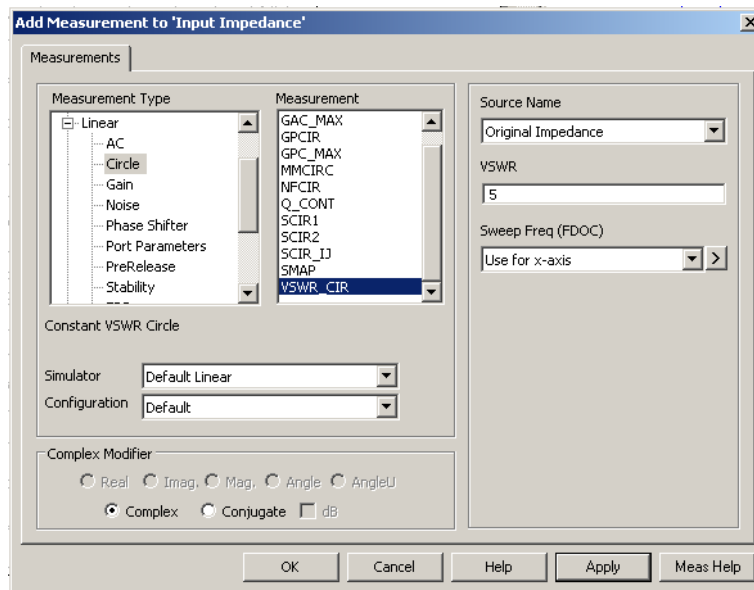 Add Measurement to 'Input Impedance'
Measurements
Measurement Type
Linear
AC
Circle
Gain
Noise
Phase Shifter
Port Parameters
PreRelease
Stability
Measurement
GAC_MAX
GPCIR
GPC_MAX
MMCIRC
NFCIR
Q_CONT
SCIR1
SCIR2
SCIR_IJ
SMAP
VSWR_CIR
Constant VSWR Circle
Simulator
Default Linear
Configuration
Default
Complex Modifier
Real Imag. Mag. Angle AngleU
Complex Conjugate dB
Source Name
Original Impedance
VSWR
5
Sweep Freq (FDOC)
Use for x-axis >
OK Cancel Help Apply Meas Help